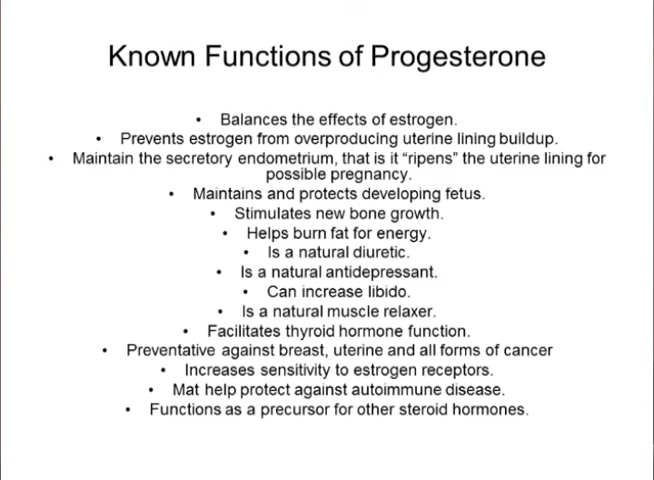 Known Functions of Progesterone
• Balances the effects of estrogen.
• Prevents estrogen from overproducing uterine lining buildup.
• Maintain the secretory endometrium, that is it “ripens” the uterine lining for
possible pregnancy.
• Maintains and protects developing fetus.
• Stimulates new bone growth.
• Helps burn fat for energy.
• Is a natural diuretic.
• Is a natural antidepressant.
• Can increase libido.
• Is a natural muscle relaxer.
• Facilitates thyroid hormone function.
• Preventative against breast, uterine and all forms of cancer
• Increases sensitivity to estrogen receptors.
• Mat help protect against autoimmune disease.
• Functions as a precursor for other steroid hormones.